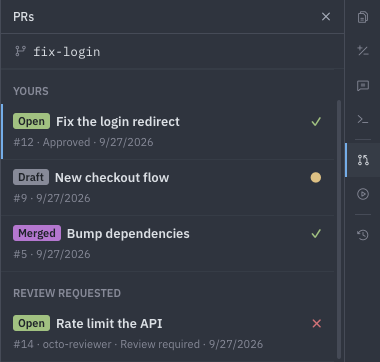 PRs
fix-login
YOURS
Open Fix the login redirect
#12 · Approved · 9/27/2026
Draft New checkout flow
#9 · 9/27/2026
Merged Bump dependencies
#5 · 9/27/2026
REVIEW REQUESTED
Open Rate limit the API
#14 · octo-reviewer · Review required · 9/27/2026